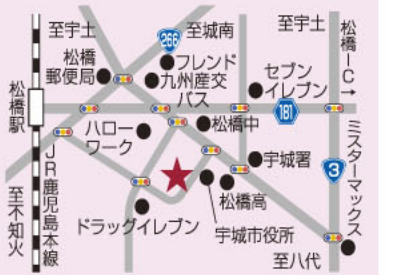 至宇土
至城南
至宇土
松橋IC→
266
松橋
郵便局
フレンド
九州産交
バス
セブン
イレブン
松橋駅
181
ハロー
ワーク
松橋中
ミスターマックス
宇城署
3
JR鹿児島本線
至不知火
松橋高
ドラッグイレブン
宇城市役所
至八代